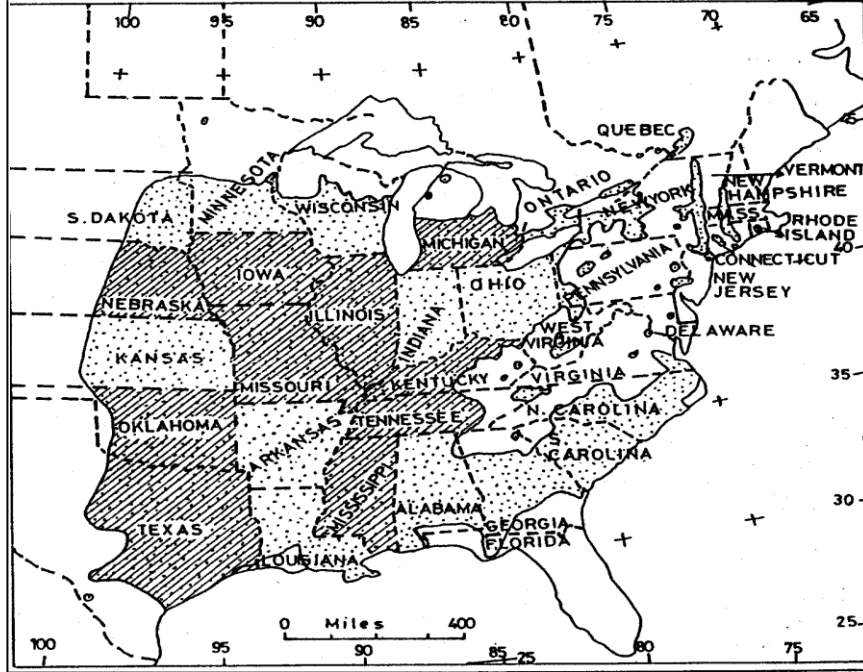 100 95 90 85 80 75 70 65
QUEBEC
45
MINNESOTA
ONTARIO
VERMONT
S. DAKOTA
WISCONSIN
NEW YORK
NEW
HAMPSHIRE
MASS
MICHIGAN
RHODE
ISLAND
40
IOWA
CONNECTICUT
NEBRASKA
OHIO
PENNSYLVANIA
NEW
JERSEY
ILLINOIS
INDIANA
WEST
VIRGINIA
DELAWARE
KANSAS
MISSOURI
KENTUCKY
VIRGINIA
35
OKLAHOMA
ARKANSAS
TENNESSEE
N. CAROLINA
S.
CAROLINA
MISSISSIPPI
ALABAMA
30
TEXAS
GEORGIA
FLORIDA
LOUSIANA
0 Miles 400
25
100 95 90 85 25 80 75